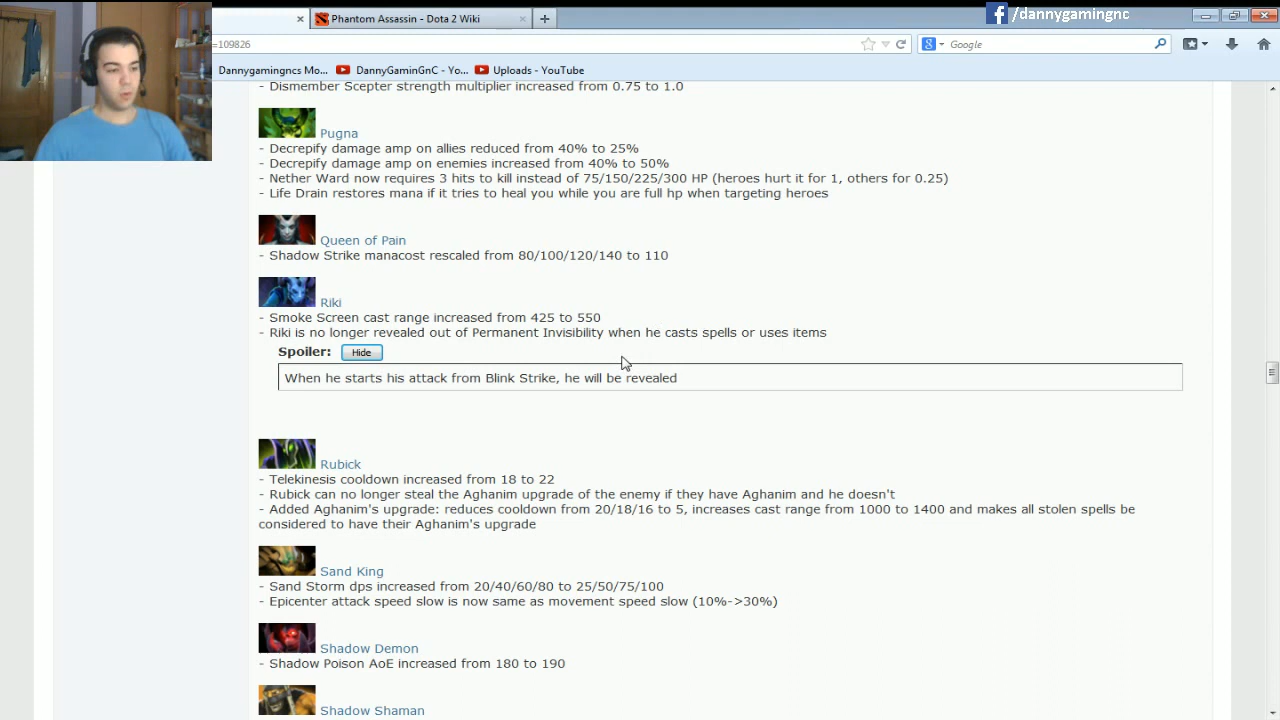 /dannygamingnc
Phantom Assassin - Dota 2 Wiki
=109826
Google
Dannygamingncs Mo...
DannyGaminGnC - Yo...
Uploads - YouTube
- Dismember Scepter strength multiplier increased from 0.75 to 1.0
Pugna
- Decrepify damage amp on allies reduced from 40% to 25%
- Decrepify damage amp on enemies increased from 40% to 50%
- Nether Ward now requires 3 hits to kill instead of 75/150/225/300 HP (heroes hurt it for 1, others for 0.25)
- Life Drain restores mana if it tries to heal you while you are full hp when targeting heroes
Queen of Pain
- Shadow Strike manacost rescaled from 80/100/120/140 to 110
Riki
- Smoke Screen cast range increased from 425 to 550
- Riki is no longer revealed out of Permanent Invisibility when he casts spells or uses items
Spoiler: Hide
When he starts his attack from Blink Strike, he will be revealed
Rubick
- Telekinesis cooldown increased from 18 to 22
- Rubick can no longer steal the Aghanim upgrade of the enemy if they have Aghanim and he doesn't
- Added Aghanim's upgrade: reduces cooldown from 20/18/16 to 5, increases cast range from 1000 to 1400 and makes all stolen spells be
considered to have their Aghanim's upgrade
Sand King
- Sand Storm dps increased from 20/40/60/80 to 25/50/75/100
- Epicenter attack speed slow is now same as movement speed slow (10%->30%)
Shadow Demon
- Shadow Poison AoE increased from 180 to 190
Shadow Shaman